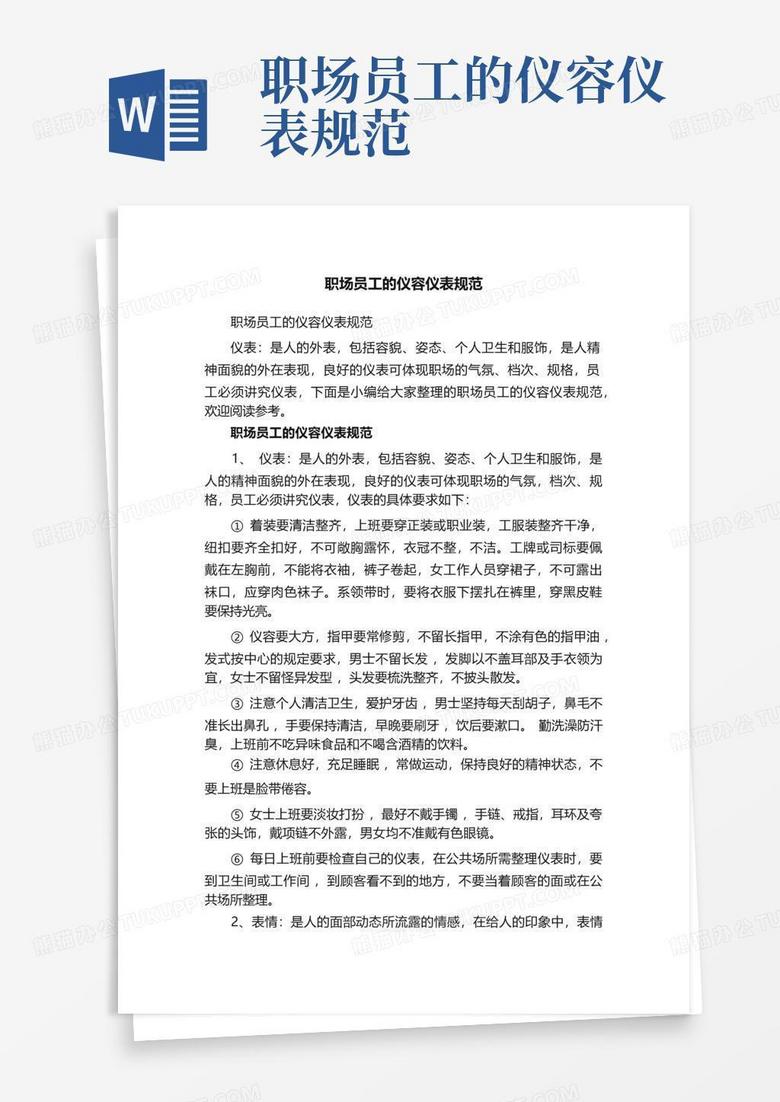 W
职场员工的仪容仪
表规范
职场员工的仪容仪表规范
职场员工的仪容仪表规范
仪表：是人的外表，包括容貌、姿态、个人卫生和服饰，是人精
神面貌的外在表现，良好的仪表可体现职场的气氛、档次、规格，员
工必须讲究仪表，下面是小编给大家整理的职场员工的仪容仪表规范，
欢迎阅读参考。
职场员工的仪容仪表规范
1、 仪表：是人的外表，包括容貌、姿态、个人卫生和服饰，是
人的精神面貌的外在表现，良好的仪表可体现职场的气氛，档次、规
格，员工必须讲究仪表，仪表的具体要求如下：
① 着装要清洁整齐，上班要穿正装或职业装，工服装整齐干净，
纽扣要齐全扣好，不可敞胸露怀，衣冠不整，不洁。工牌或司标要佩
戴在左胸前，不能将衣袖，裤子卷起，女工作人员穿裙子，不可露出
袜口，应穿肉色袜子。系领带时，要将衣服下摆扎在裤里，穿黑皮鞋
要保持光亮。
② 仪容要大方，指甲要常修剪，不留长指甲，不涂有色的指甲油，
发式按中心的规定要求，男士不留长发，发脚以不盖耳部及手衣领为
宜，女士不留怪异发型，头发要梳洗整齐，不披头散发。
③ 注意个人清洁卫生，爱护牙齿，男士坚持每天刮胡子，鼻毛不
准长出鼻孔，手要保持清洁，早晚要刷牙，饮后要漱口。 勤洗澡防汗
臭，上班前不吃异味食品和不喝含酒精的饮料。
④ 注意休息好，充足睡眠，常做运动，保持良好的精神状态，不
要上班是脸带倦容。
⑤ 女士上班要淡妆打扮，最好不戴手镯，手链、戒指，耳环及夸
张的头饰，戴项链不外露，男女均不准戴有色眼镜。
⑥ 每日上班前要检查自己的仪表，在公共场所需整理仪表时，要
到卫生间或工作间，到顾客看不到的地方，不要当着顾客的面或在公
共场所整理。
2、表情：是人的面部动态所流露的情感，在给人的印象中，表情